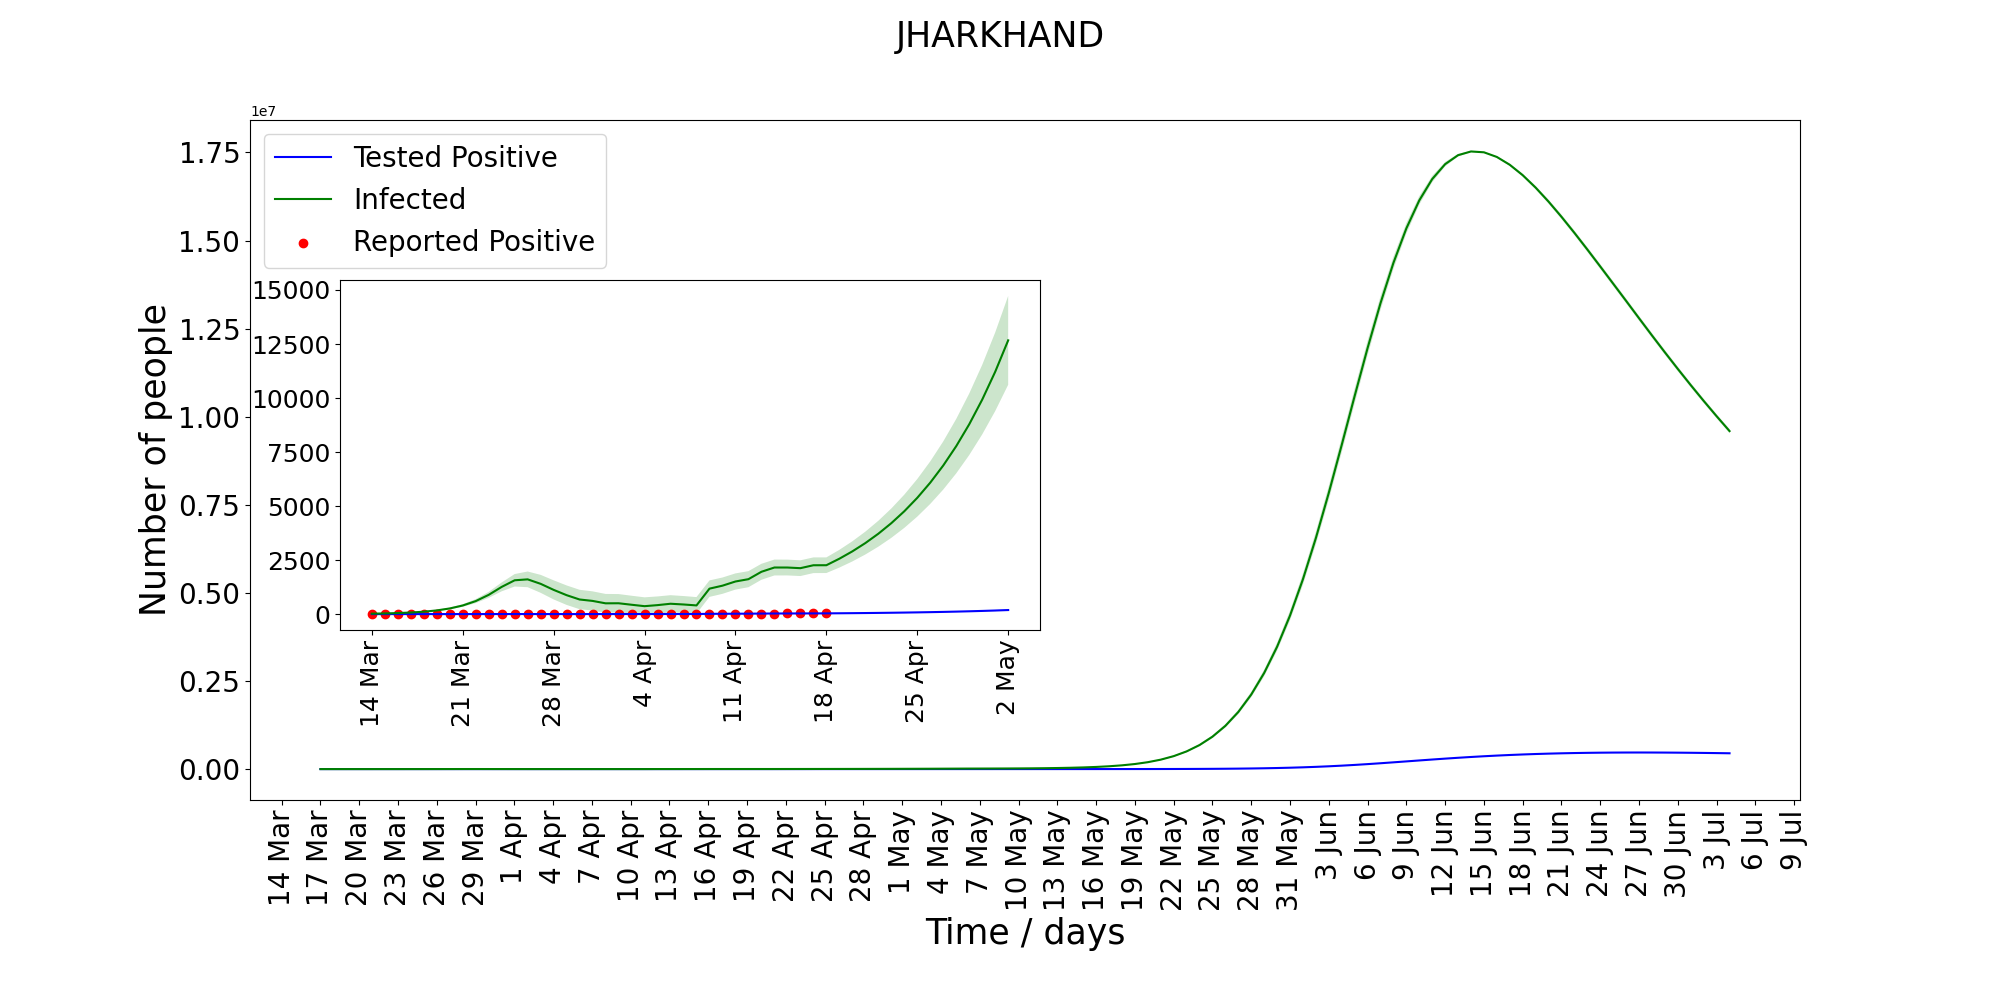 JHARKHAND
1e7
Tested Positive
Infected
Reported Positive
Number of people
1.75
1.50
1.25
1.00
0.75
0.50
0.25
0.00
15000
12500
10000
7500
5000
2500
0
14 Mar
21 Mar
28 Mar
4 Apr
11 Apr
18 Apr
25 Apr
2 May
14 Mar
17 Mar
20 Mar
23 Mar
26 Mar
29 Mar
1 Apr
4 Apr
7 Apr
10 Apr
13 Apr
16 Apr
19 Apr
22 Apr
25 Apr
28 Apr
1 May
4 May
7 May
10 May
13 May
16 May
19 May
22 May
25 May
28 May
31 May
3 Jun
6 Jun
9 Jun
12 Jun
15 Jun
18 Jun
21 Jun
24 Jun
27 Jun
30 Jun
3 Jul
6 Jul
9 Jul
Time / days